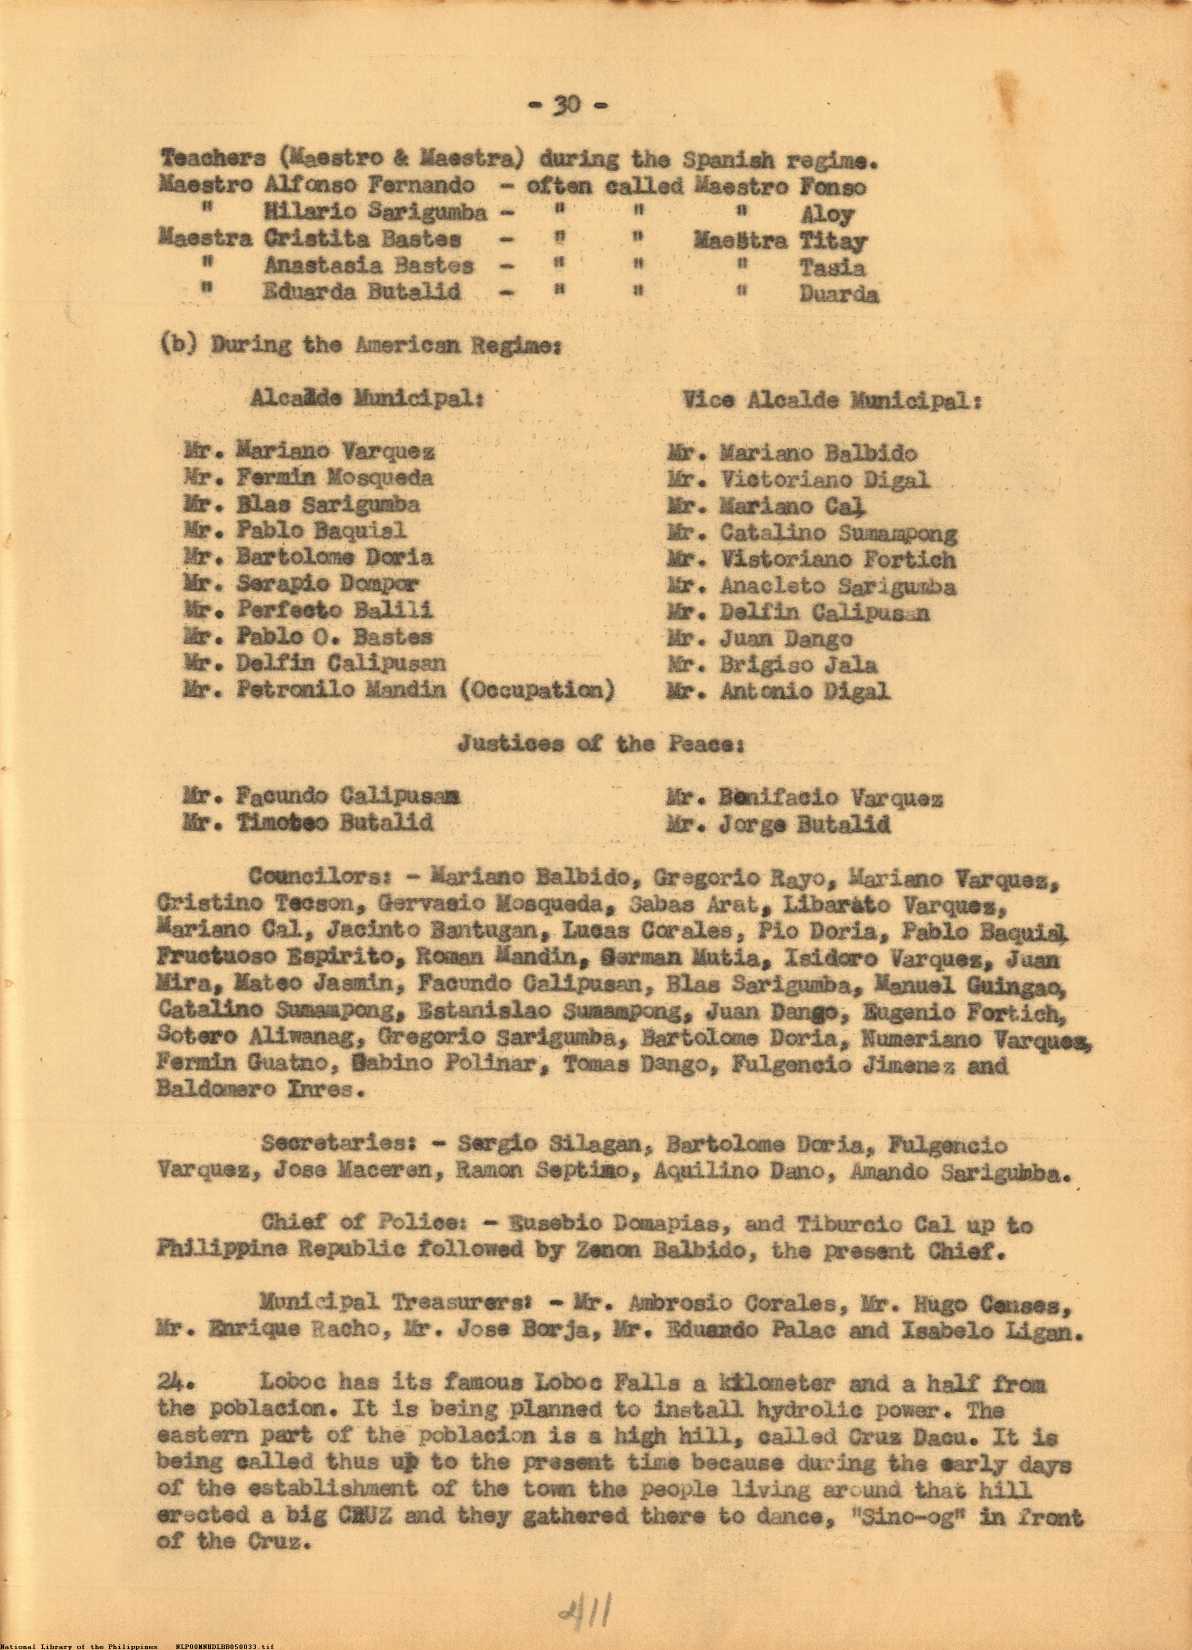 - 30 -
Teachers (Maestro & Maestra) during the Spanish regime.
Maestro Alfonso Fernando - often called Maestro Fonso
" Hilario Sarigumba - " " " Aloy
Maestra Cristita Bastes - " " Maestra Titay
" Anastasia Bastes - " " " Tasia
" Eduarda Butalid - " " " Duarda
(b) During the American Regime:
Alcalde Municipal: Vice Alcalde Municipal:
Mr. Mariano Varquez Mr. Mariano Balbido
Mr. Fermin Mosqueda Mr. Victoriano Digal
Mr. Blas Sarigumba Mr. Mariano Cal
Mr. Pablo Baquial Mr. Catalino Sumampong
Mr. Bartolome Doria Mr. Vistoriano Fortich
Mr. Serapio Dompor Mr. Anacleto Sarigumba
Mr. Perfecto Balili Mr. Delfin Calipusan
Mr. Pablo O. Bastes Mr. Juan Dango
Mr. Delfin Calipusan Mr. Brigiso Jala
Mr. Petronilo Mandin (Occupation) Mr. Antonio Digal
Justices of the Peace:
Mr. Facundo Calipusan Mr. Bonifacio Varquez
Mr. Timoteo Butalid Mr. Jorge Butalid
Councilors: - Mariano Balbido, Gregorio Rayo, Mariano Varquez,
Cristino Tecson, Gervasio Mosqueda, Sabas Arat, Libarato Varquez,
Mariano Cal, Jacinto Bantugan, Lucas Corales, Pio Doria, Pablo Baquial
Fructuoso Espirito, Roman Mandin, German Mutia, Isidoro Varquez, Juan
Mira, Mateo Jasmin, Facundo Calipusan, Blas Sarigumba, Manuel Guingao,
Catalino Sumampong, Estanislao Sumampong, Juan Dango, Eugenio Fortich,
Sotero Aliwanag, Gregorio Sarigumba, Bartolome Doria, Numeriano Varquez,
Fermin Guatno, Sabino Polinar, Tomas Dango, Fulgencio Jimenez and
Baldomero Inres.
Secretaries: - Sergio Silagan, Bartolome Doria, Fulgencio
Varquez, Jose Maceren, Ramon Septimo, Aquilino Dano, Amando Sarigumba.
Chief of Police: - Eusebio Domapias, and Tiburcio Cal up to
Philippine Republic followed by Zenon Balbido, the present Chief.
Municipal Treasurers: - Mr. Ambrosio Corales, Mr. Hugo Censes,
Mr. Enrique Racho, Mr. Jose Borja, Mr. Eduardo Palac and Isabelo Ligan.
24. Loboc has its famous Loboc Falls a kilometer and a half from
the poblacion. It is being planned to install hydrolic power. The
eastern part of the poblacion is a high hill, called Cruz Dacu. It is
being called thus up to the present time because during the early days
of the establishment of the town the people living around that hill
erected a big CRUZ and they gathered there to dance, "Sino-og" in front
of the Cruz.
211
National Library of the Philippines NLP00MNHDLBB050033.tif